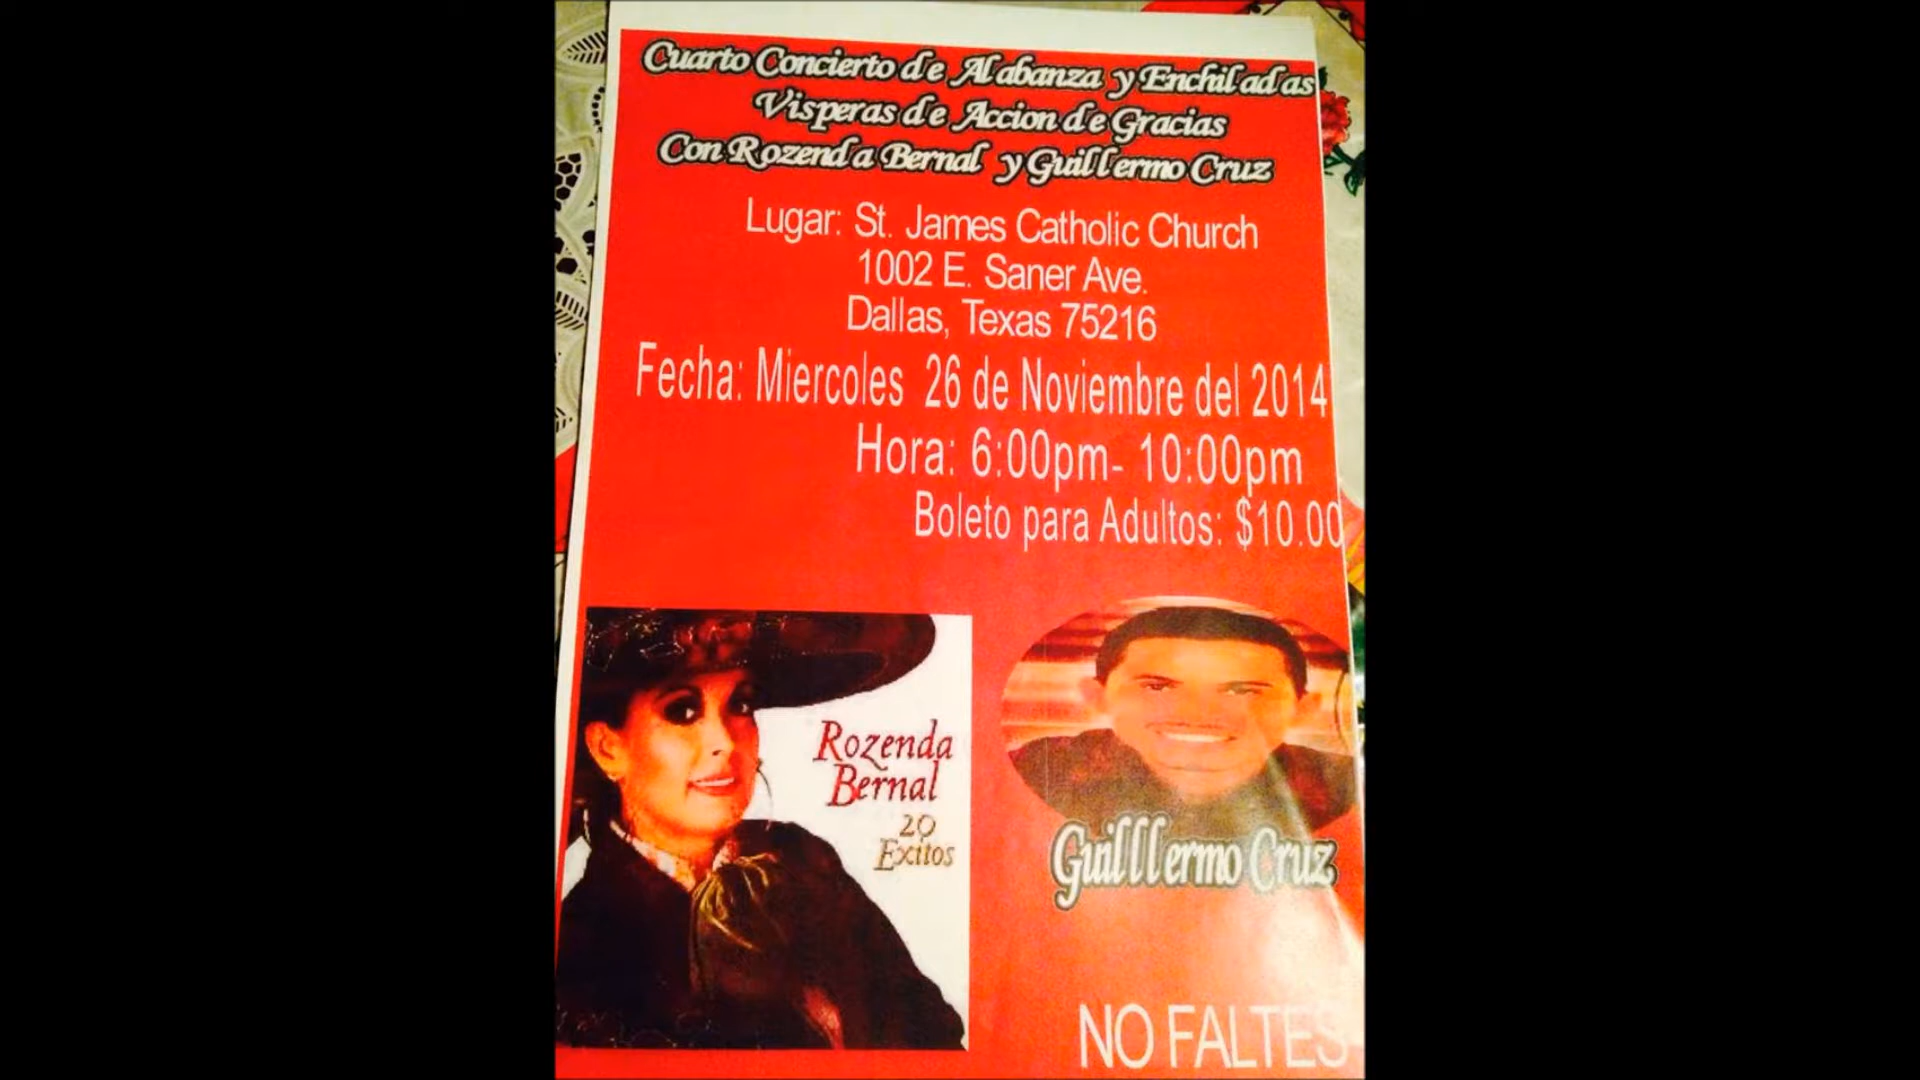 Cuarto Concierto de Alabanza y Enchiladas
Visperas de Accion de Gracias
Con Rozenda Bernal y Guillermo Cruz
Lugar: St. James Catholic Church
1002 E. Saner Ave.
Dallas, Texas 75216
Fecha: Miercoles 26 de Noviembre del 2014
Hora: 6:00pm- 10:00pm
Boleto para Adultos: $10.00
Rozenda
Bernal
20
Exitos
Guilllermo Cruz
NO FALTES